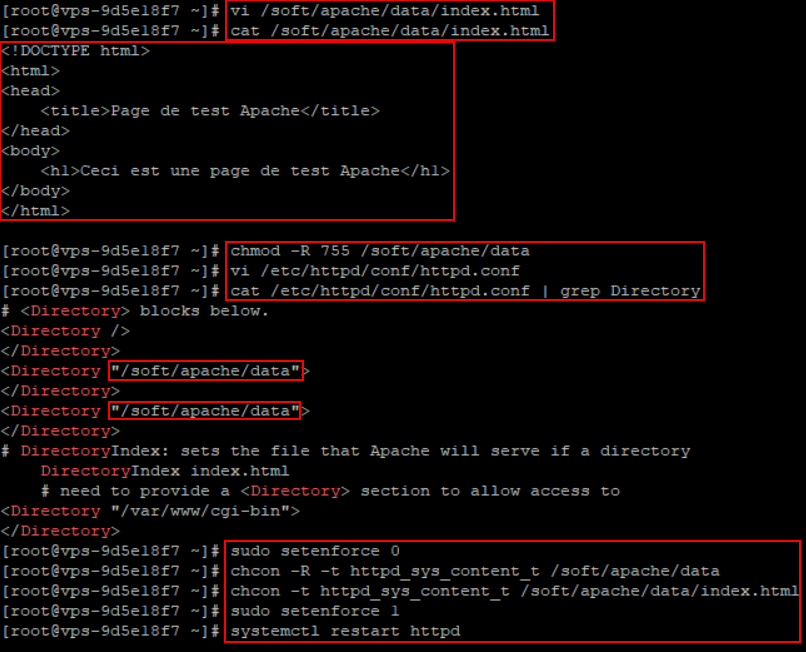 [root@vps-9d5e18f7 ~]# vi /soft/apache/data/index.html
[root@vps-9d5e18f7 ~]# cat /soft/apache/data/index.html
<!DOCTYPE html>
<html>
<head>
    <title>Page de test Apache</title>
</head>
<body>
    <h1>Ceci est une page de test Apache</h1>
</body>
</html>

[root@vps-9d5e18f7 ~]# chmod -R 755 /soft/apache/data
[root@vps-9d5e18f7 ~]# vi /etc/httpd/conf/httpd.conf
[root@vps-9d5e18f7 ~]# cat /etc/httpd/conf/httpd.conf | grep Directory
# <Directory> blocks below.
<Directory />
</Directory>
<Directory "/soft/apache/data">
</Directory>
<Directory "/soft/apache/data">
</Directory>
# DirectoryIndex: sets the file that Apache will serve if a directory
    DirectoryIndex index.html
    # need to provide a <Directory> section to allow access to
<Directory "/var/www/cgi-bin">
</Directory>
[root@vps-9d5e18f7 ~]# sudo setenforce 0
[root@vps-9d5e18f7 ~]# chcon -R -t httpd_sys_content_t /soft/apache/data
[root@vps-9d5e18f7 ~]# chcon -t httpd_sys_content_t /soft/apache/data/index.html
[root@vps-9d5e18f7 ~]# sudo setenforce 1
[root@vps-9d5e18f7 ~]# systemctl restart httpd